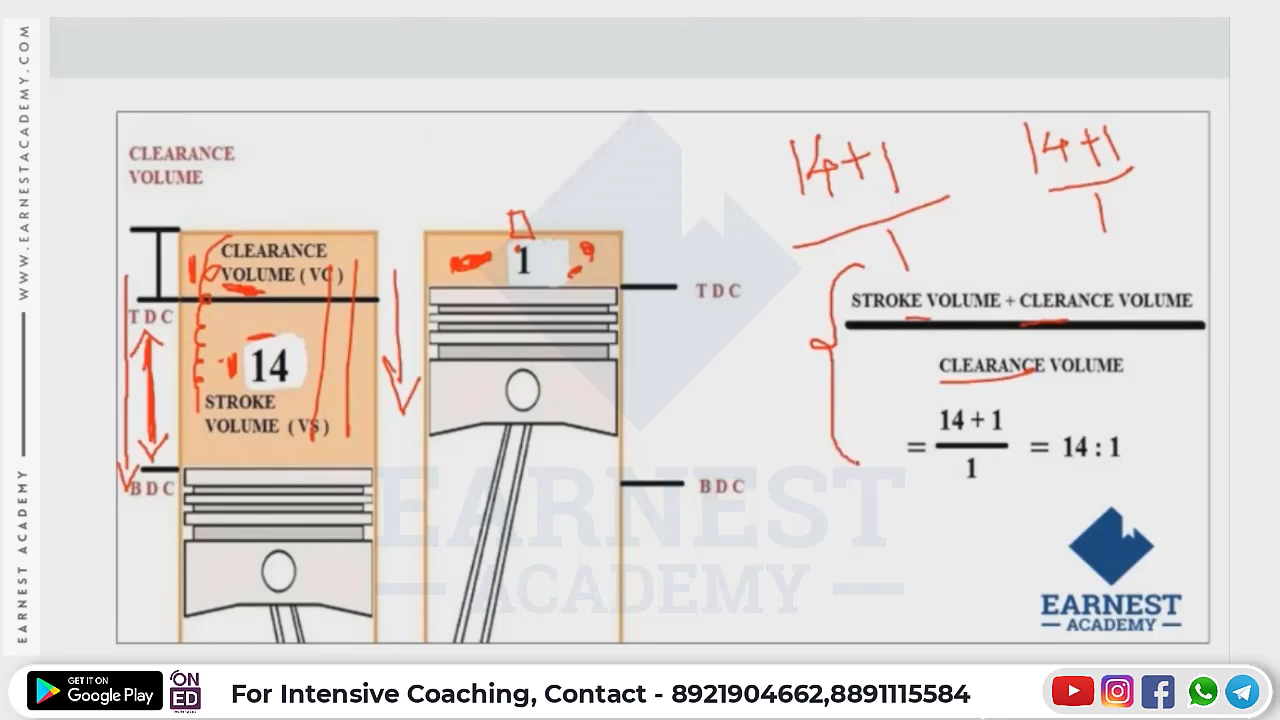 WWW.EARNESTACADEMY.COM
EARNEST ACADEMY
CLEARANCE
VOLUME
CLEARANCE
VOLUME ( VC )
TDC
14
STROKE
VOLUME ( VS )
BDC
1
TDC
BDC
14+1
1
14+1
1
STROKE VOLUME + CLERANCE VOLUME
CLEARANCE VOLUME
= 14 + 1 = 14 : 1
1
EARNEST
ACADEMY
EARNEST
ACADEMY
GET IT ON
Google Play
ON
ED
For Intensive Coaching, Contact - 8921904662,8891115584